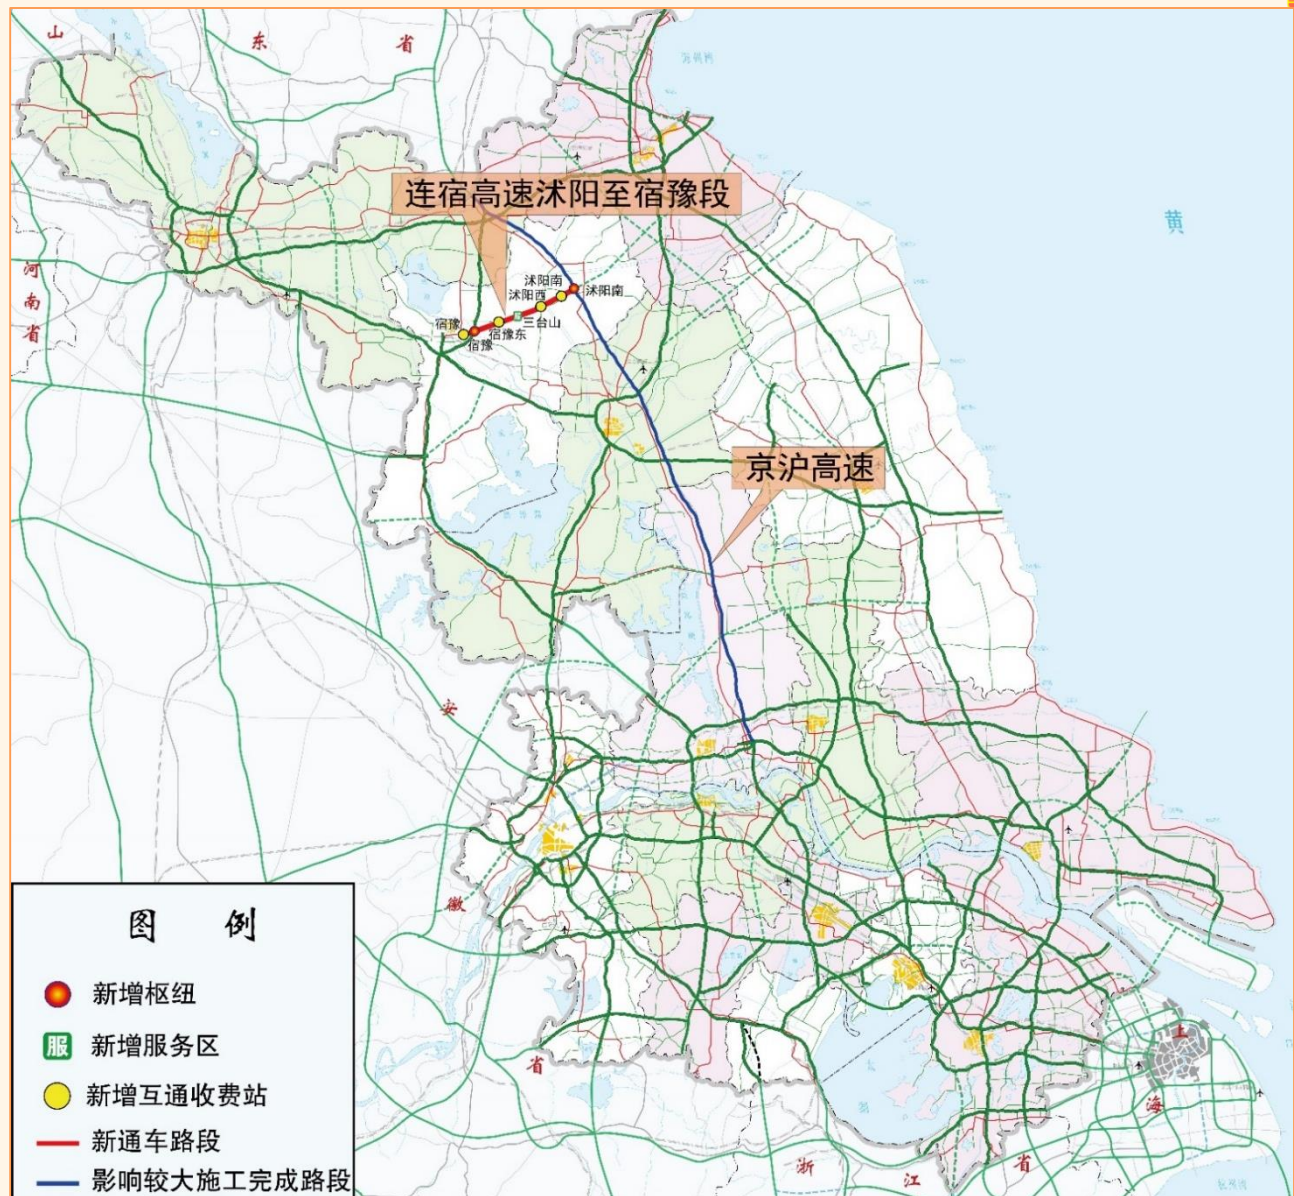 山 东 省
连宿高速沭阳至宿豫段
黄
河南省
沭阳南
沭阳西
沭阳南
三台山
宿豫
宿豫东
宿豫
京沪高速
安
徽
省
上
海
浙 江 省
图 例
新增枢纽
服 新增服务区
新增互通收费站
新通车路段
影响较大施工完成路段